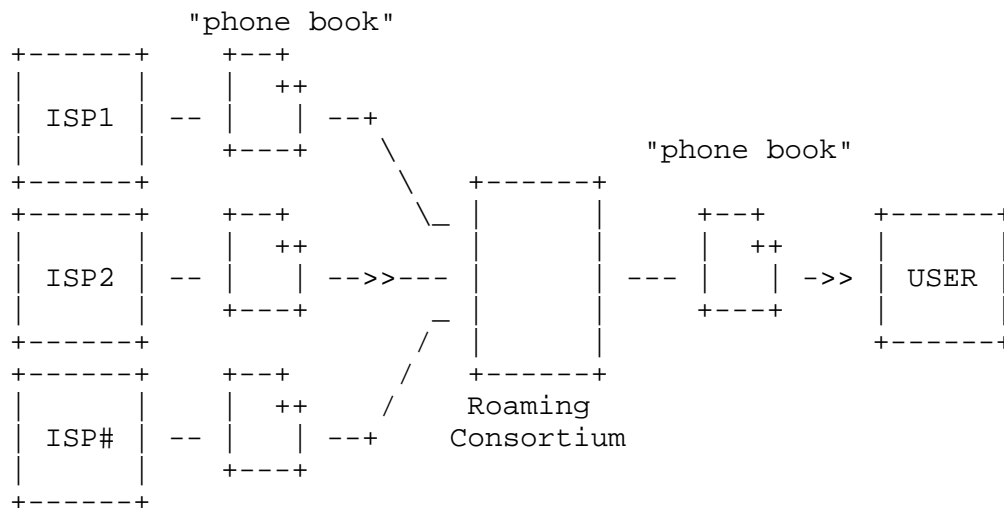 "phone book"
ISP1
"phone book"
ISP2
USER
ISP#
Roaming
Consortium